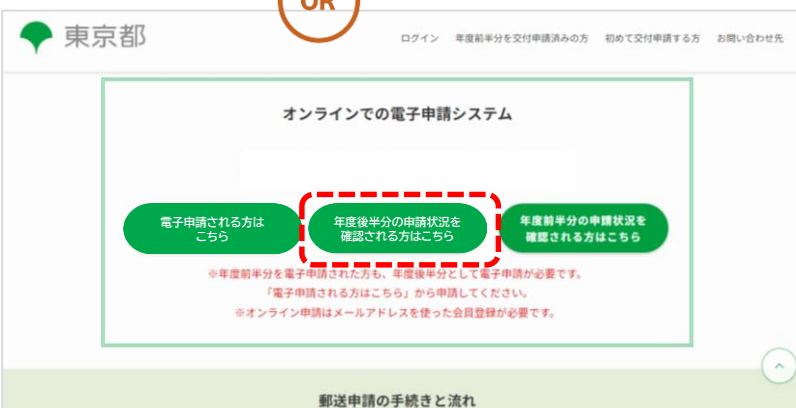 OR
東京都
ログイン 年度前半分を交付申請済みの方 初めて交付申請する方 お問い合わせ先
オンラインでの電子申請システム
電子申請される方は
こちら
年度後半分の申請状況を
確認される方はこちら
年度前半分の申請状況を
確認される方はこちら
※年度前半分を電子申請された方も、年度後半分として電子申請が必要です。
「電子申請される方はこちら」から申請してください。
※オンライン申請はメールアドレスを使った会員登録が必要です。
郵送申請の手続きと流れ